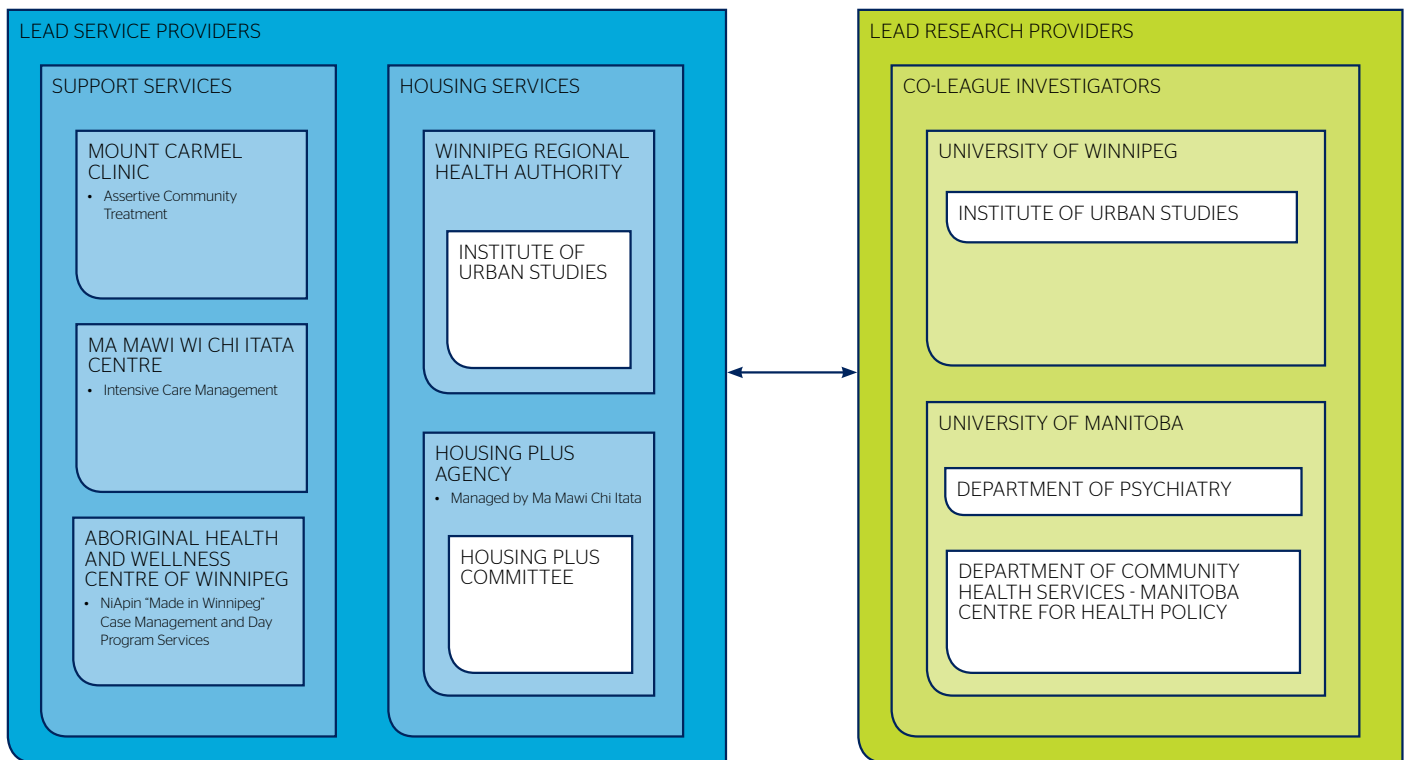 LEAD SERVICE PROVIDERS
SUPPORT SERVICES
MOUNT CARMEL
CLINIC
• Assertive Community
Treatment
MA MAWI WI CHI ITATA
CENTRE
• Intensive Care Management
ABORIGINAL HEALTH
AND WELLNESS
CENTRE OF WINNIPEG
• NiApin “Made in Winnipeg”
Case Management and Day
Program Services
HOUSING SERVICES
WINNIPEG REGIONAL
HEALTH AUTHORITY
INSTITUTE OF
URBAN STUDIES
HOUSING PLUS
AGENCY
• Managed by Ma Mawi Chi Itata
HOUSING PLUS
COMMITTEE
LEAD RESEARCH PROVIDERS
CO-LEAGUE INVESTIGATORS
UNIVERSITY OF WINNIPEG
INSTITUTE OF URBAN STUDIES
UNIVERSITY OF MANITOBA
DEPARTMENT OF PSYCHIATRY
DEPARTMENT OF COMMUNITY
HEALTH SERVICES - MANITOBA
CENTRE FOR HEALTH POLICY